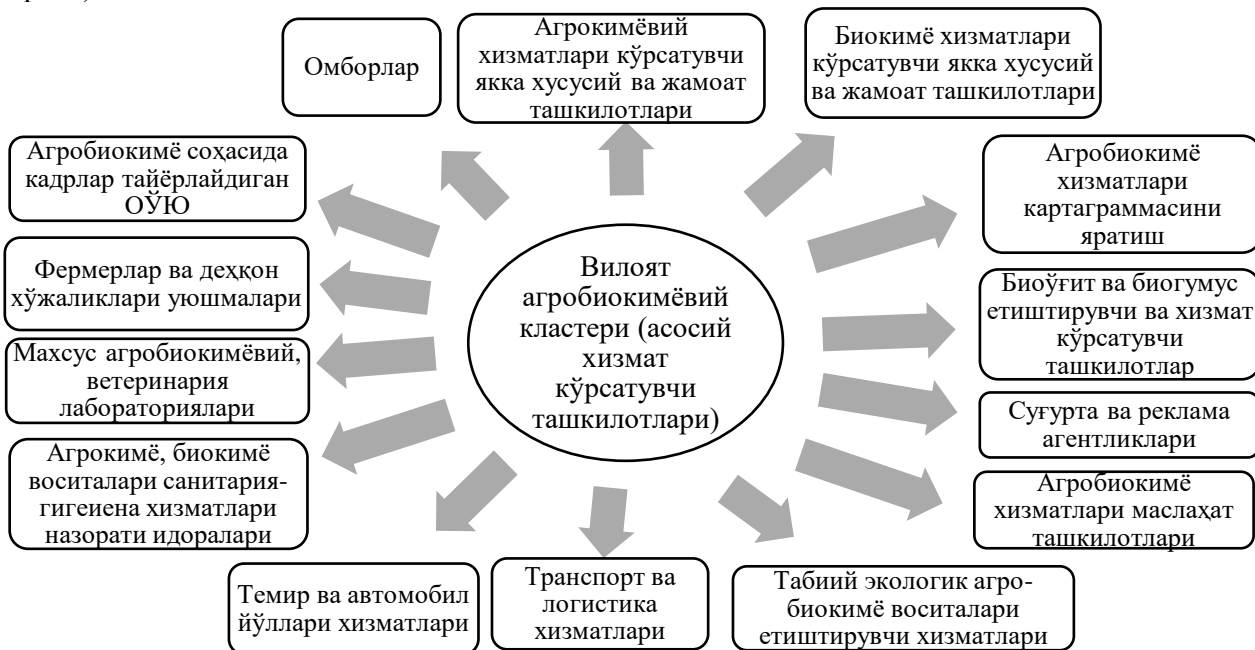 Омборлар
Агрокимёвий
хизматлари кўрсатувчи
якка хусусий ва жамоат
ташкилотлари
Биокимё хизматлари
кўрсатувчи якка хусусий
ва жамоат ташкилотлари
Агробиокимё соҳасида
кадрлар тайёрлайдиган
ОЎЮ
Агробиокимё
хизматлари
картаграммасини
яратиш
Фермерлар ва деҳқон
хўжаликлари уюшмалари
Вилоят
агробиокимёвий
кластери (асосий
хизмат
кўрсатувчи
ташкилотлари)
Биоўғит ва биогумус
етиштирувчи ва хизмат
кўрсатувчи
ташкилотлар
Махсус агробиокимёвий,
ветеринария
лабораториялари
Суғурта ва реклама
агентликлари
Агрокимё, биокимё
воситалари санитария-
гигеиена хизматлари
назорати идоралари
Агробиокимё
хизматлари маслаҳат
ташкилотлари
Темир ва автомобил
йўллари хизматлари
Транспорт ва
логистика
хизматлари
Табиий экологик агро-
биокимё воситалари
етиштирувчи хизматлари